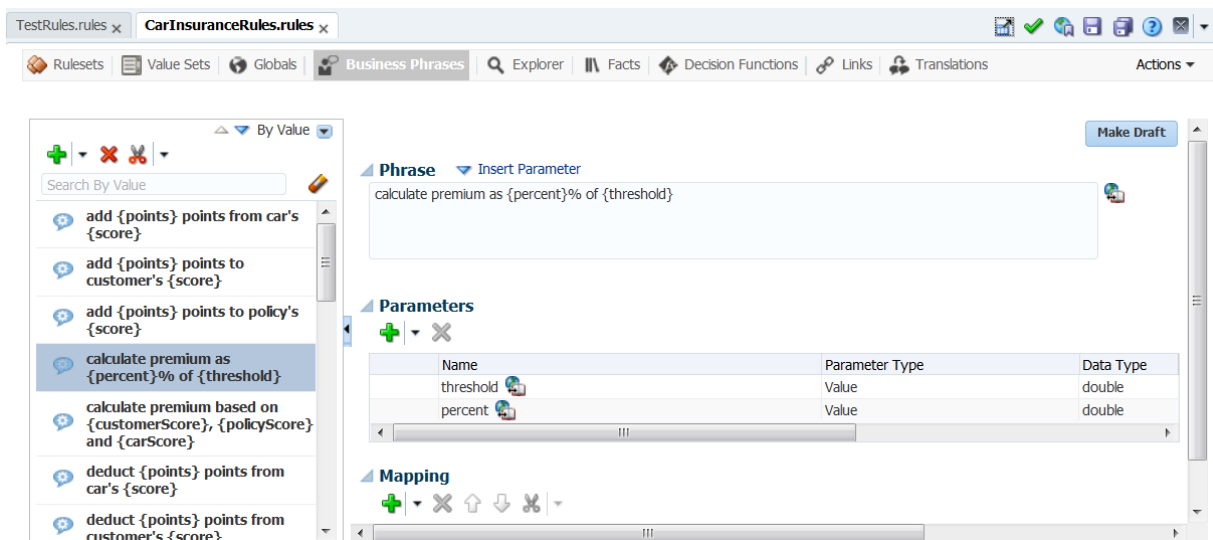 TestRules.rules
CarInsuranceRules.rules
Rulesets
Value Sets
Globals
Business Phrases
Explorer
Facts
Decision Functions
Links
Translations
Actions
By Value
Search By Value
add {points} points from car's
{score}
add {points} points to
customer's {score}
add {points} points to policy's
{score}
calculate premium as
{percent}% of {threshold}
calculate premium based on
{customerScore}, {policyScore}
and {carScore}
deduct {points} points from
car's {score}
deduct {points} points from
customer's {score}
Make Draft
Phrase
Insert Parameter
calculate premium as {percent}% of {threshold}
Parameters
Name Parameter Type Data Type
threshold Value double
percent Value double
Mapping